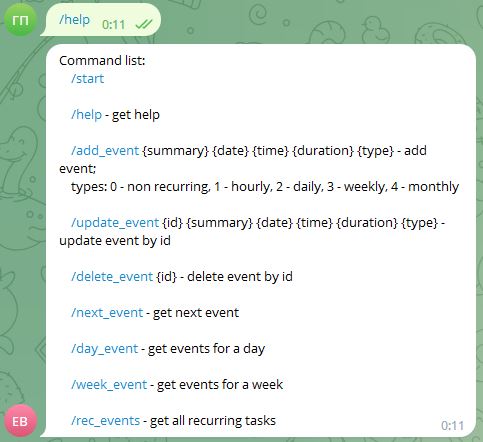 ГП
/help 0:11
Command list:
/start
/help - get help
/add_event {summary} {date} {time} {duration} {type} - add
event;
types: 0 - non recurring, 1 - hourly, 2 - daily, 3 - weekly, 4 - monthly
/update_event {id} {summary} {date} {time} {duration} {type} -
update event by id
/delete_event {id} - delete event by id
/next_event - get next event
/day_event - get events for a day
/week_event - get events for a week
/rec_events - get all recurring tasks
ЕВ
0:11